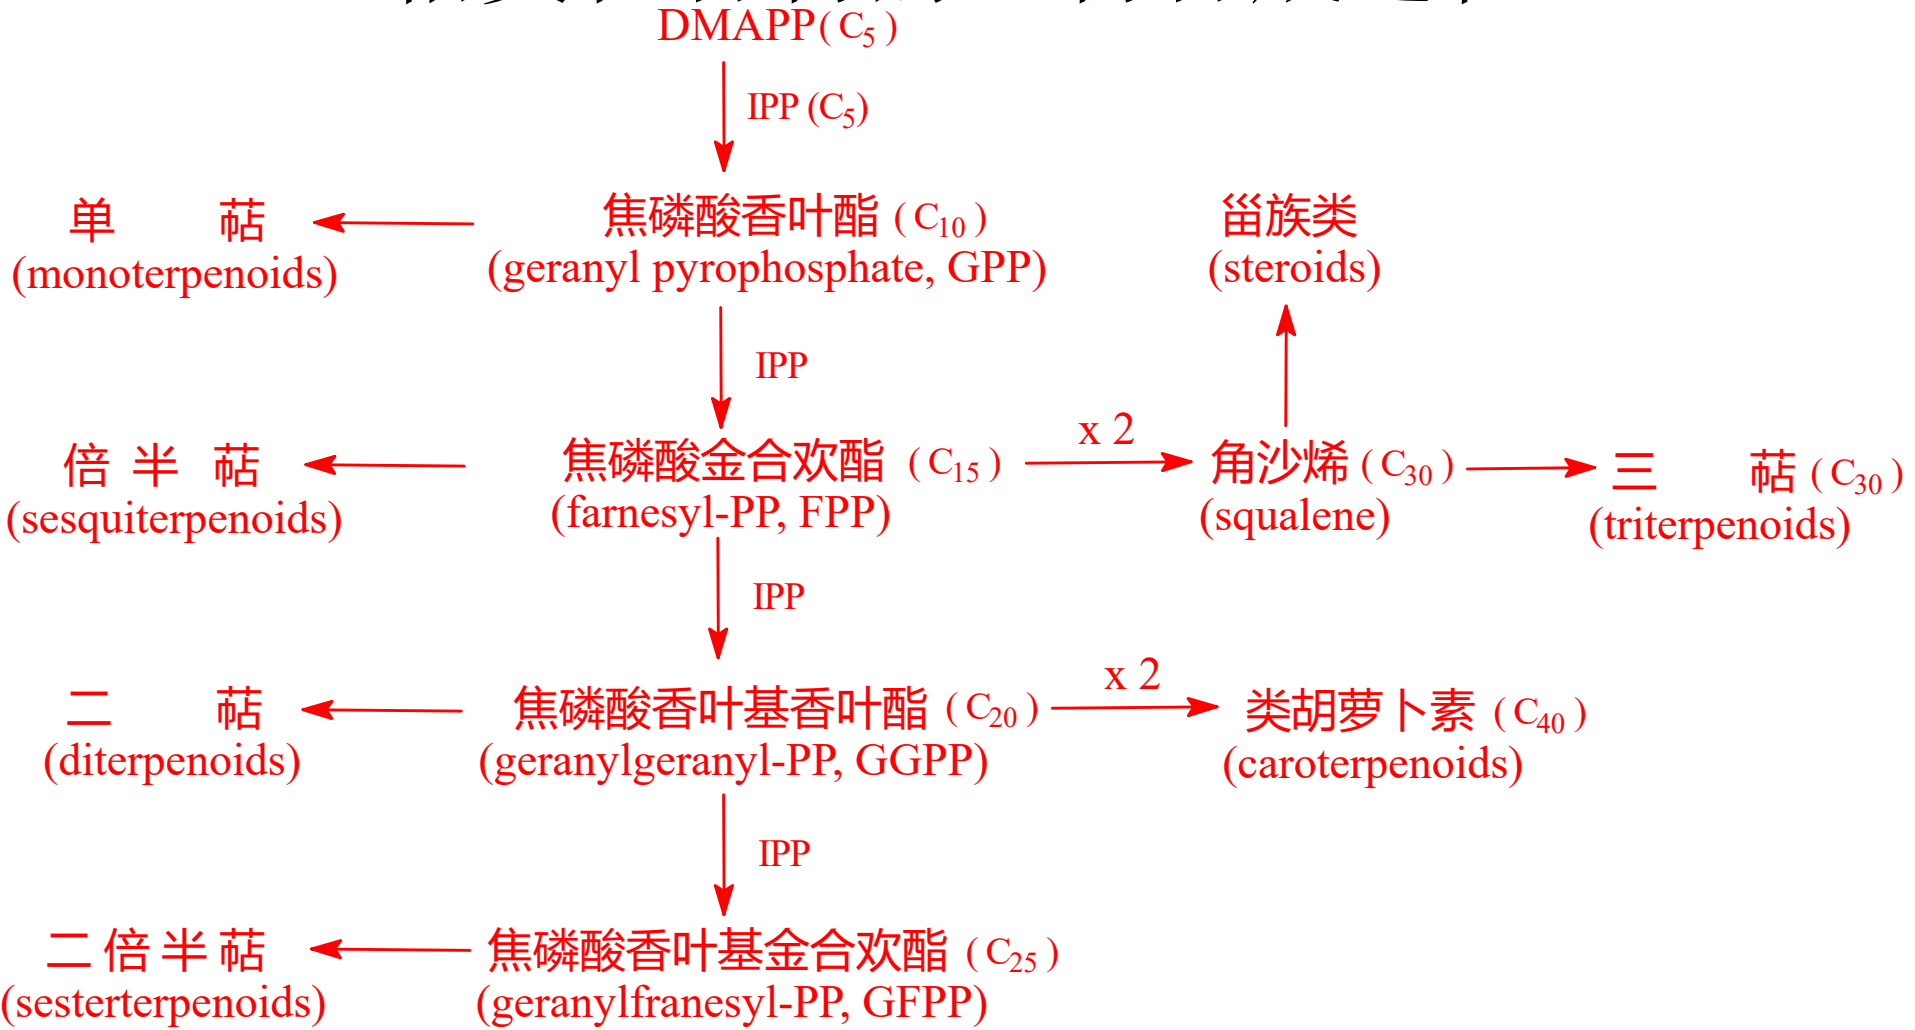 DMAPP(C₅)
IPP (C₅)
单 萜
(monoterpenoids)
焦磷酸香叶酯 (C₁₀)
(geranyl pyrophosphate, GPP)
甾族类
(steroids)
IPP
倍 半 萜
(sesquiterpenoids)
焦磷酸金合欢酯 (C₁₅)
(farnesyl-PP, FPP)
x 2
角沙烯 (C₃₀)
(squalene)
三 萜 (C₃₀)
(triterpenoids)
IPP
二 萜
(diterpenoids)
焦磷酸香叶基香叶酯 (C₂₀)
(geranylgeranyl-PP, GGPP)
x 2
类胡萝卜素 (C₄₀)
(caroterpenoids)
IPP
二 倍 半 萜
(sesterterpenoids)
焦磷酸香叶基金合欢酯 (C₂₅)
(geranylfranesyl-PP, GFPP)